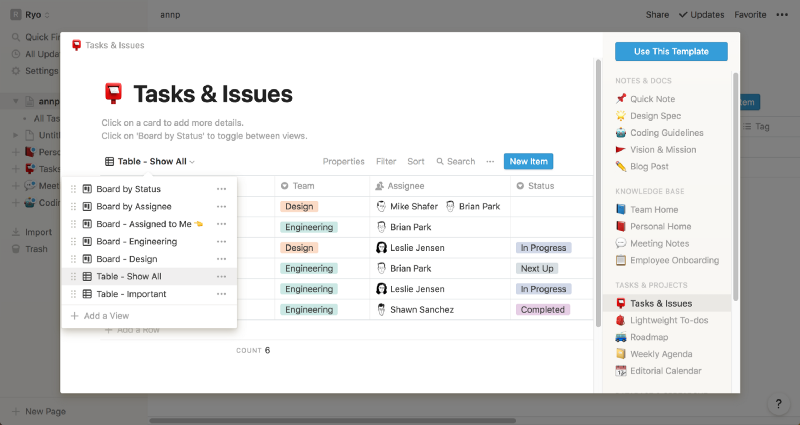 Ryo
annp
Share
Updates
Favorite
Quick Fin
All Upda
Settings
annp
All Task
Untitl
Perso
Tasks
Meeti
Codin
Import
Trash
New Page
Tag
Tasks & Issues
Tasks & Issues
Click on a card to add more details.
Click on 'Board by Status' to toggle between views.
Table - Show All
Properties
Filter
Sort
Search
New Item
Board by Status
Board by Assignee
Board - Assigned to Me
Board - Engineering
Board - Design
Table - Show All
Table - Important
Add a View
Team
Assignee
Status
Design
Mike Shafer
Brian Park
Engineering
Brian Park
Design
Leslie Jensen
In Progress
Engineering
Brian Park
Next Up
Engineering
Leslie Jensen
In Progress
Engineering
Shawn Sanchez
Completed
Add a Row
COUNT 6
Use This Template
NOTES & DOCS
Quick Note
Design Spec
Coding Guidelines
Vision & Mission
Blog Post
KNOWLEDGE BASE
Team Home
Personal Home
Meeting Notes
Employee Onboarding
TASKS & PROJECTS
Tasks & Issues
Lightweight To-dos
Roadmap
Weekly Agenda
Editorial Calendar
?